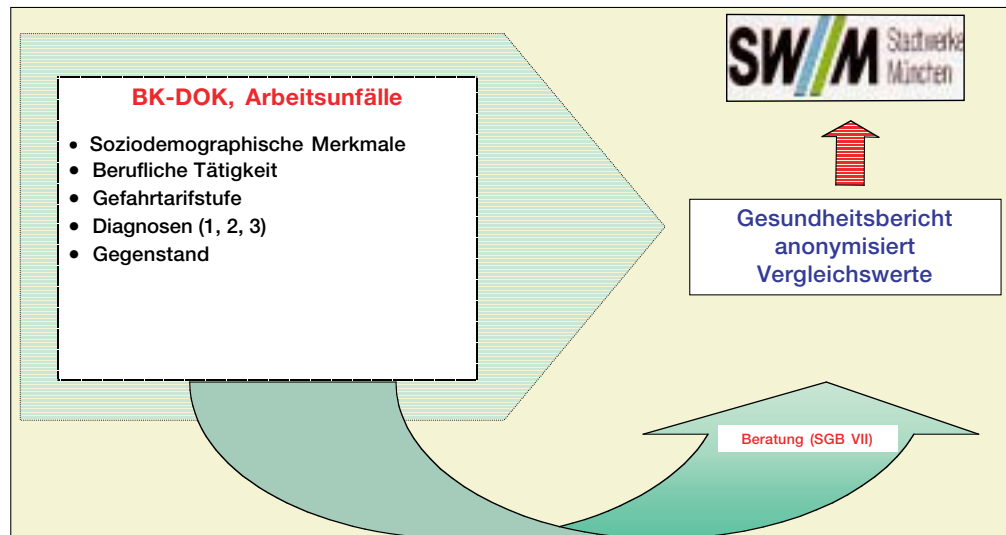 BK-DOK, Arbeitsunfälle
• Soziodemographische Merkmale
• Berufliche Tätigkeit
• Gefahrtarifstufe
• Diagnosen (1, 2, 3)
• Gegenstand
SW//M Stadtwerke
München
Gesundheitsbericht
anonymisiert
Vergleichswerte
Beratung (SGB VII)